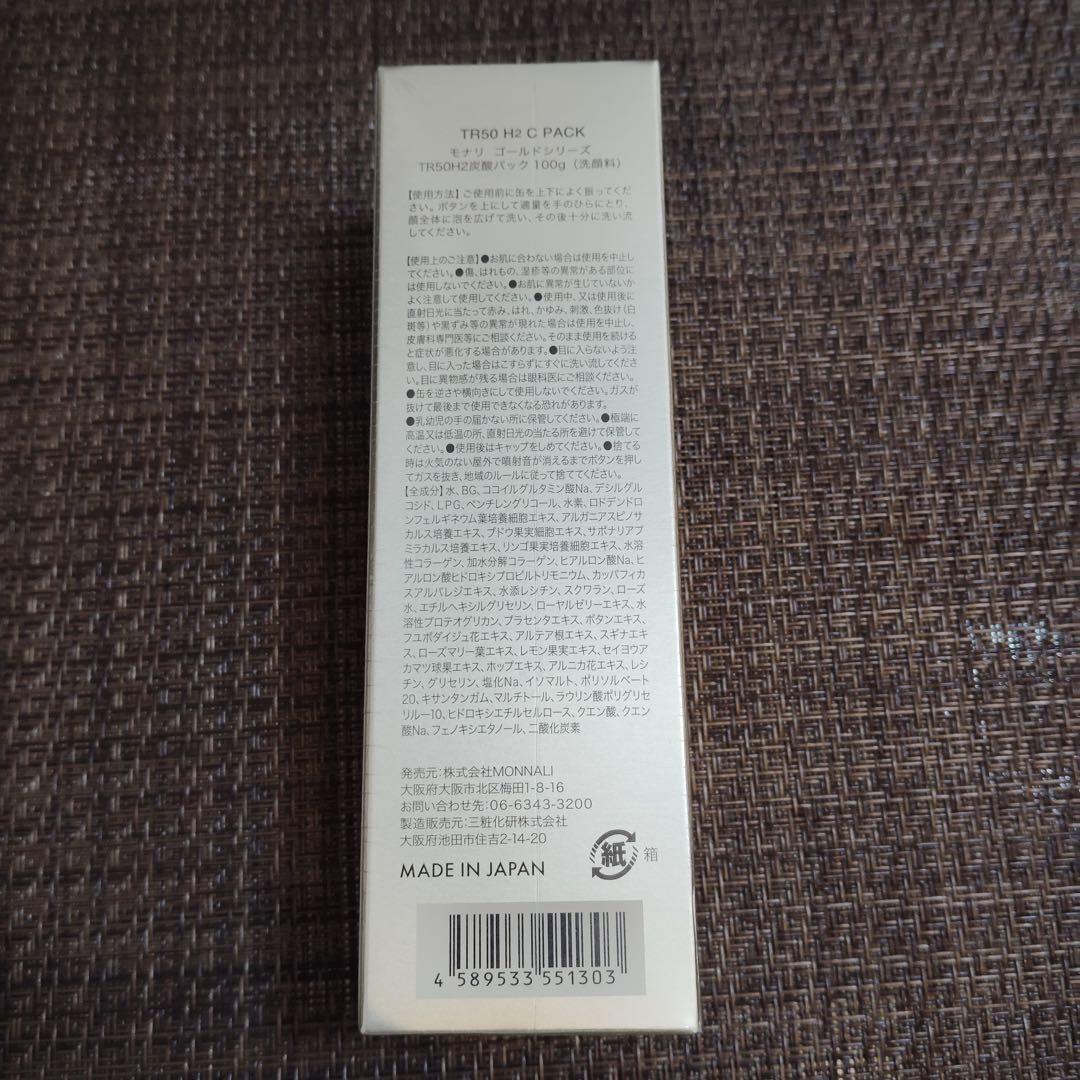 TR50 H2 C PACK
モナリ ゴールドシリーズ
TR50H2炭酸パック 100g（洗顔料）
【使用方法】ご使用前に缶を上下によく振ってくだ
さい。ボタンを上にして適量を手のひらにとり、
顔全体に泡を広げて洗い、その後十分に洗い流
してください。
【使用上のご注意】●お肌に合わない場合は使用を中止し
てください。●傷、はれもの、湿疹等の異常がある部位に
は使用しないでください。●お肌に異常が生じていないか
よく注意して使用してください。●使用中、又は使用後に
直射日光に当たって赤み、はれ、かゆみ、刺激、色抜け（白
斑等）や黒ずみ等の異常が現れた場合は使用を中止し、
皮膚科専門医等にご相談ください。そのまま使用を続ける
と症状が悪化する場合があります。●目に入らないよう注
意し、目に入った場合はこすらずにすぐに洗い流してくださ
い。目に異物感が残る場合は眼科医にご相談ください。
●缶を逆さや横向きにして使用しないでください。ガスが
抜けて最後まで使用できなくなる恐れがあります。
●乳幼児の手の届かない所に保管してください。●極端に
高温又は低温の所、直射日光の当たる所を避けて保管して
ください。●使用後はキャップをしめてください。●捨てる
時は火気のない屋外で噴射音が消えるまでボタンを押し
てガスを抜き、地域のルールに従って捨ててください。
【全成分】水、BG、ココイルグルタミン酸Na、デシルグル
コシド、LPG、ペンチレングリコール、水素、ロドデンドロ
ンフェルギネウム葉培養細胞エキス、アルガニアスピノサ
カルス培養エキス、ブドウ果実細胞エキス、サポナリアプ
ミラカルス培養エキス、リンゴ果実培養細胞エキス、水溶
性コラーゲン、加水分解コラーゲン、ヒアルロン酸Na、ヒ
アルロン酸ヒドロキシプロピルトリモニウム、カッパフィカ
スアルバレジエキス、水添レシチン、スクワラン、ローズ
水、エチルヘキシルグリセリン、ローヤルゼリーエキス、水
溶性プロテオグリカン、プラセンタエキス、ボタンエキス、
フユボダイジュ花エキス、アルテア根エキス、スギナエキ
ス、ローズマリー葉エキス、レモン果実エキス、セイヨウア
カマツ球果エキス、ホップエキス、アルニカ花エキス、レシ
チン、グリセリン、塩化Na、イソマルト、ポリソルベート
20、キサンタンガム、マルチトール、ラウリン酸ポリグリセ
リル-10、ヒドロキシエチルセルロース、クエン酸、クエン
酸Na、フェノキシエタノール、二酸化炭素
発売元：株式会社MONNALI
大阪府大阪市北区梅田1-8-16
お問い合わせ先：06-6343-3200
製造販売元：三粧化研株式会社
大阪府池田市住吉2-14-20
紙 箱
MADE IN JAPAN
4 589533 551303